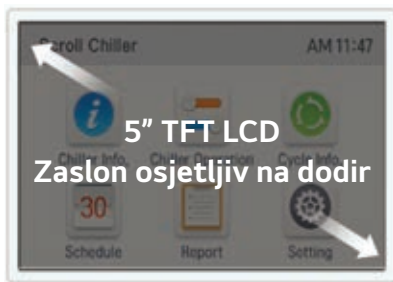 Scroll Chiller AM 11:47
5” TFT LCD
Chiller Info. Chiller Operation Cycle Info.
Zaslon osjetljiv na dodir
30
Schedule Report Setting